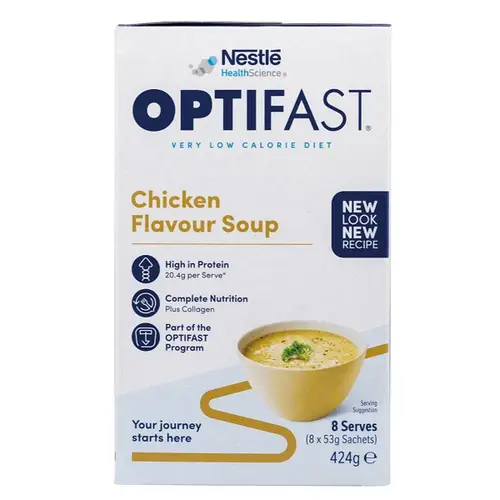 Nestlé
HealthScience®
OPTIFAST®
VERY LOW CALORIE DIET
Chicken
Flavour Soup
NEW
LOOK
NEW
RECIPE
High in Protein
20.4g per Serve*
Complete Nutrition
Plus Collagen
Part of the
OPTIFAST
Program
Serving
Suggestion
Your journey
starts here
8 Serves
(8 x 53g Sachets)
424g ℮